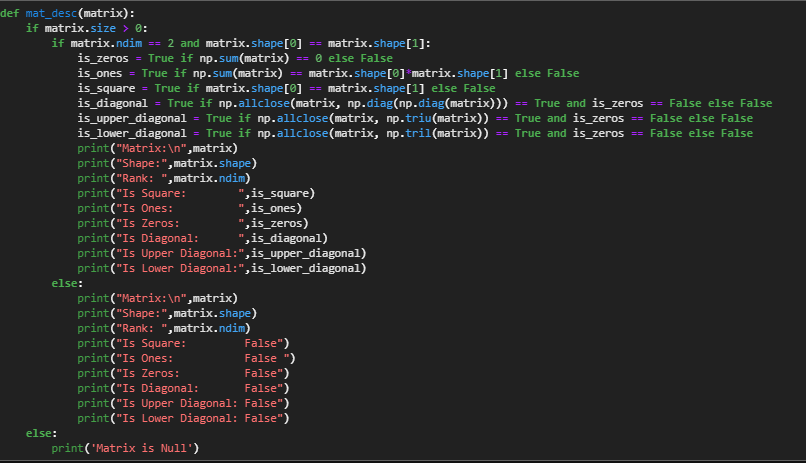 def mat_desc(matrix):
    if matrix.size > 0:
        if matrix.ndim == 2 and matrix.shape[0] == matrix.shape[1]:
            is_zeros = True if np.sum(matrix) == 0 else False
            is_ones = True if np.sum(matrix) == matrix.shape[0]*matrix.shape[1] else False
            is_square = True if matrix.shape[0] == matrix.shape[1] else False
            is_diagonal = True if np.allclose(matrix, np.diag(np.diag(matrix))) == True and is_zeros == False else False
            is_upper_diagonal = True if np.allclose(matrix, np.triu(matrix)) == True and is_zeros == False else False
            is_lower_diagonal = True if np.allclose(matrix, np.tril(matrix)) == True and is_zeros == False else False
            print("Matrix:\n",matrix)
            print("Shape:",matrix.shape)
            print("Rank: ",matrix.ndim)
            print("Is Square:        ",is_square)
            print("Is Ones:          ",is_ones)
            print("Is Zeros:         ",is_zeros)
            print("Is Diagonal:      ",is_diagonal)
            print("Is Upper Diagonal:",is_upper_diagonal)
            print("Is Lower Diagonal:",is_lower_diagonal)
        else:
            print("Matrix:\n",matrix)
            print("Shape:",matrix.shape)
            print("Rank: ",matrix.ndim)
            print("Is Square:         False")
            print("Is Ones:           False ")
            print("Is Zeros:          False")
            print("Is Diagonal:       False")
            print("Is Upper Diagonal: False")
            print("Is Lower Diagonal: False")
    else:
        print('Matrix is Null')